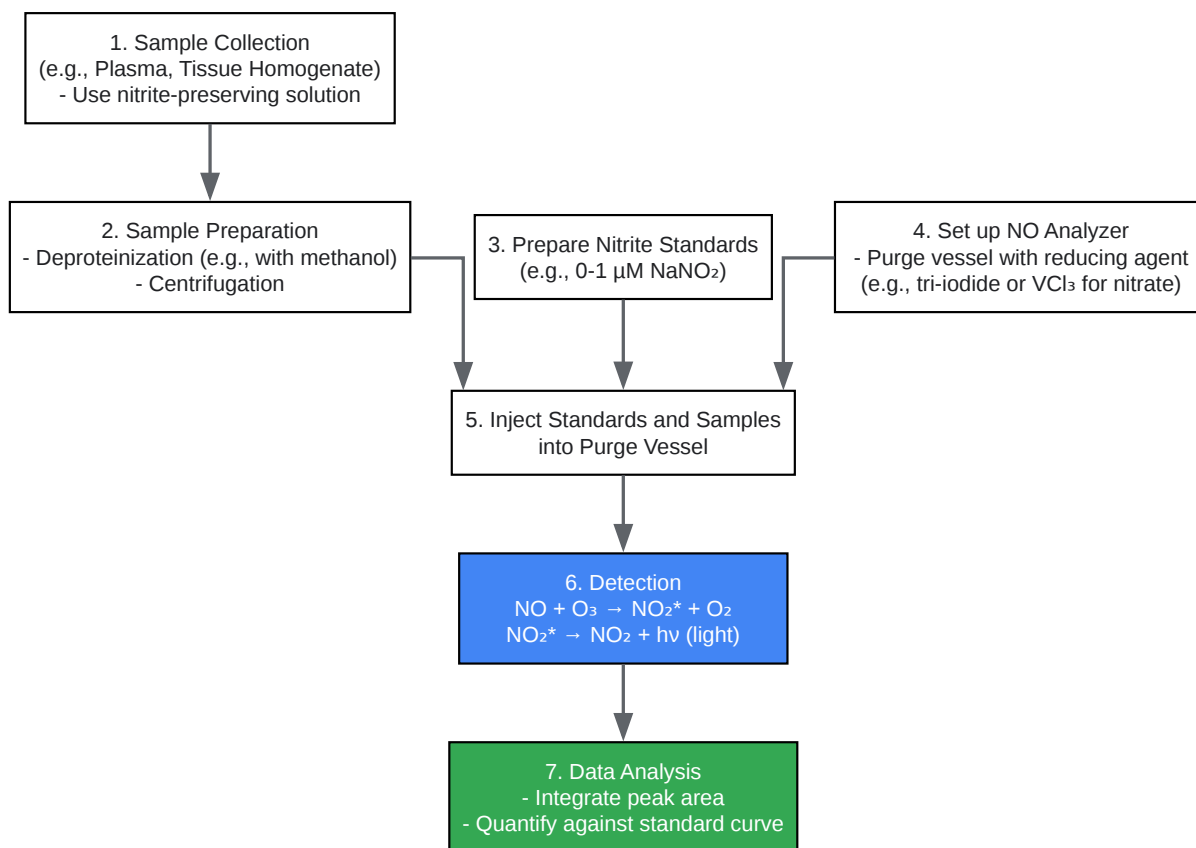 1. Sample Collection
(e.g., Plasma, Tissue Homogenate)
- Use nitrite-preserving solution
2. Sample Preparation
- Deproteinization (e.g., with methanol)
- Centrifugation
3. Prepare Nitrite Standards
(e.g., 0-1 µM NaNO₂)
4. Set up NO Analyzer
- Purge vessel with reducing agent
(e.g., tri-iodide or VCl₃ for nitrate)
5. Inject Standards and Samples
into Purge Vessel
6. Detection
NO + O₃ → NO₂* + O₂
NO₂* → NO₂ + hν (light)
7. Data Analysis
- Integrate peak area
- Quantify against standard curve